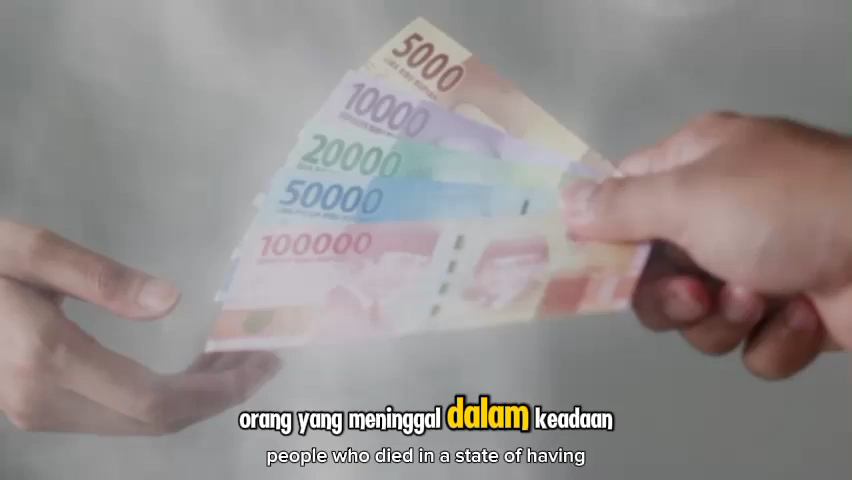 5000
10000
20000
50000
100000
orang yang meninggal dalam keadaan
people who died in a state of having